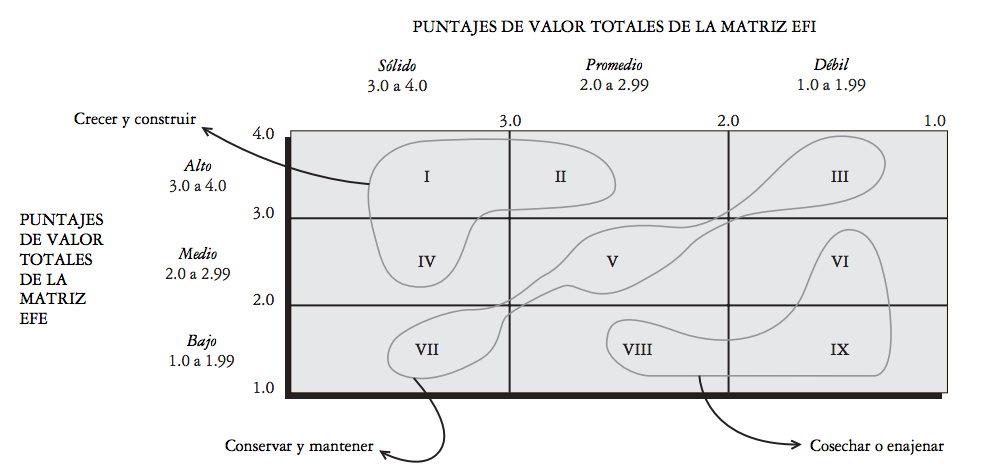 PUNTAJES DE VALOR TOTALES DE LA MATRIZ EFI
Sólido
3.0 a 4.0
Promedio
2.0 a 2.99
Débil
1.0 a 1.99
Crecer y construir
4.0
3.0
2.0
1.0
Alto
3.0 a 4.0
I
II
III
3.0
PUNTAJES
DE VALOR
TOTALES
DE LA
MATRIZ
EFE
Medio
2.0 a 2.99
IV
V
VI
2.0
Bajo
1.0 a 1.99
VII
VIII
IX
1.0
Conservar y mantener
Cosechar o enajenar